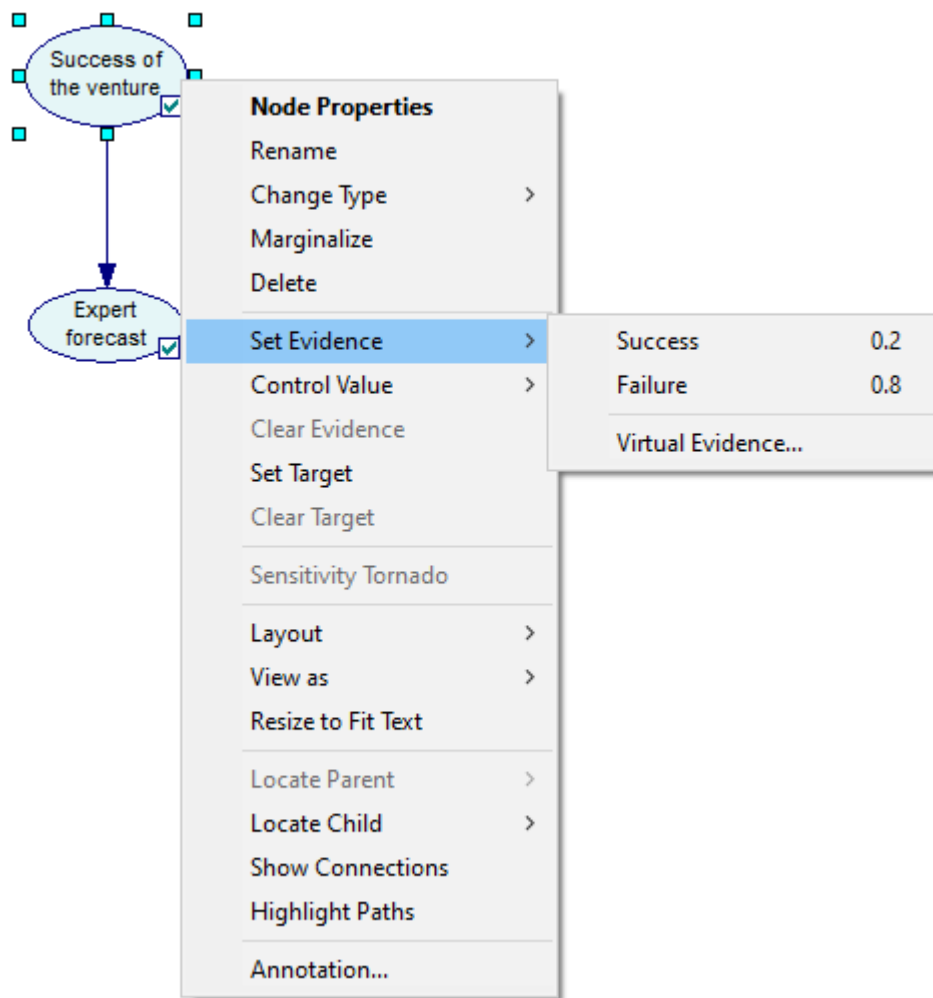 Success of
the venture
Node Properties
Rename
Change Type
Marginalize
Delete
Expert
forecast
Set Evidence
Success 0.2
Control Value
Failure 0.8
Clear Evidence
Virtual Evidence...
Set Target
Clear Target
Sensitivity Tornado
Layout
View as
Resize to Fit Text
Locate Parent
Locate Child
Show Connections
Highlight Paths
Annotation...